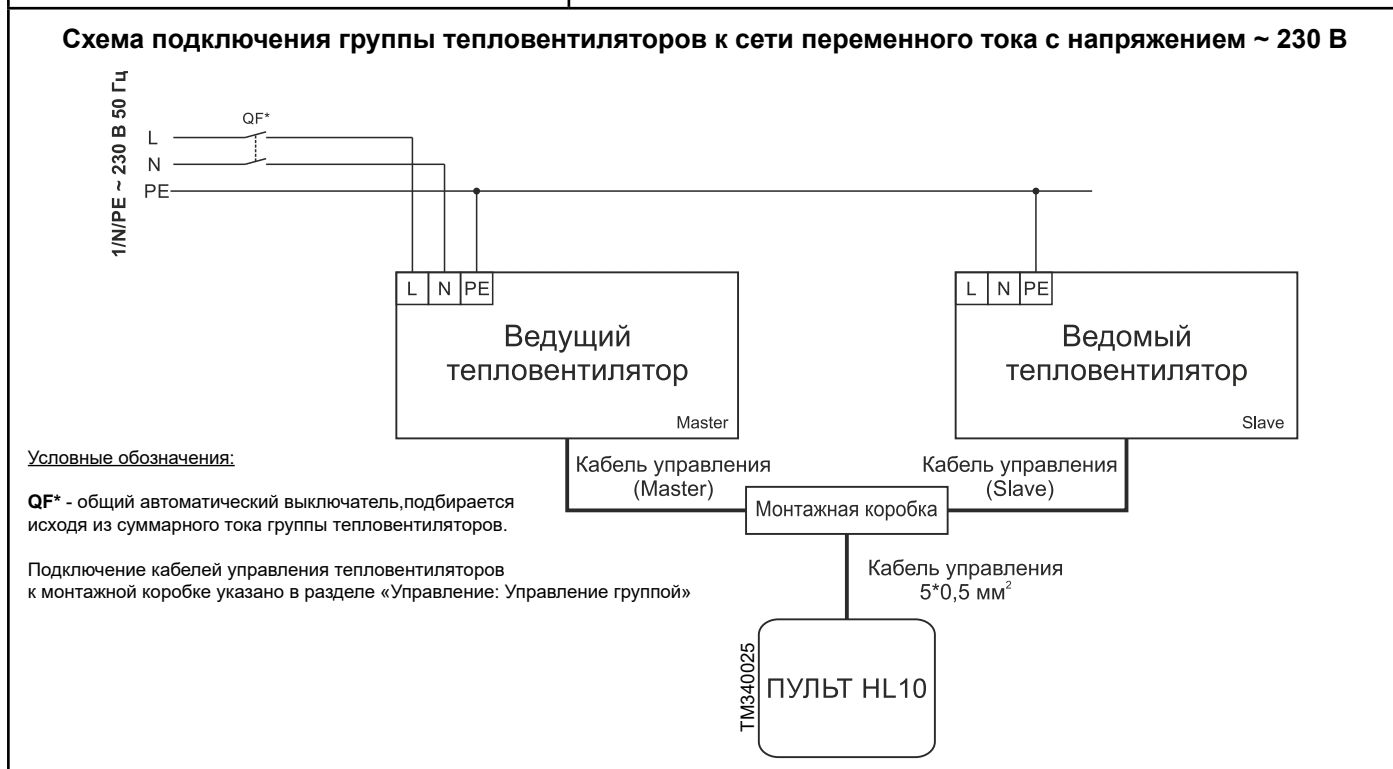 Схема подключения группы тепловентиляторов к сети переменного тока с напряжением ~ 230 В
1/N/PE ~ 230 В 50 Гц
QF*
L
N
PE
L N PE
Ведущий
тепловентилятор
Master
L N PE
Ведомый
тепловентилятор
Slave
Условные обозначения:
QF* - общий автоматический выключатель,подбирается
исходя из суммарного тока группы тепловентиляторов.
Подключение кабелей управления тепловентиляторов
к монтажной коробке указано в разделе «Управление: Управление группой»
Кабель управления
(Master)
Кабель управления
(Slave)
Монтажная коробка
Кабель управления
5*0,5 мм²
TM340025
ПУЛЬТ HL10